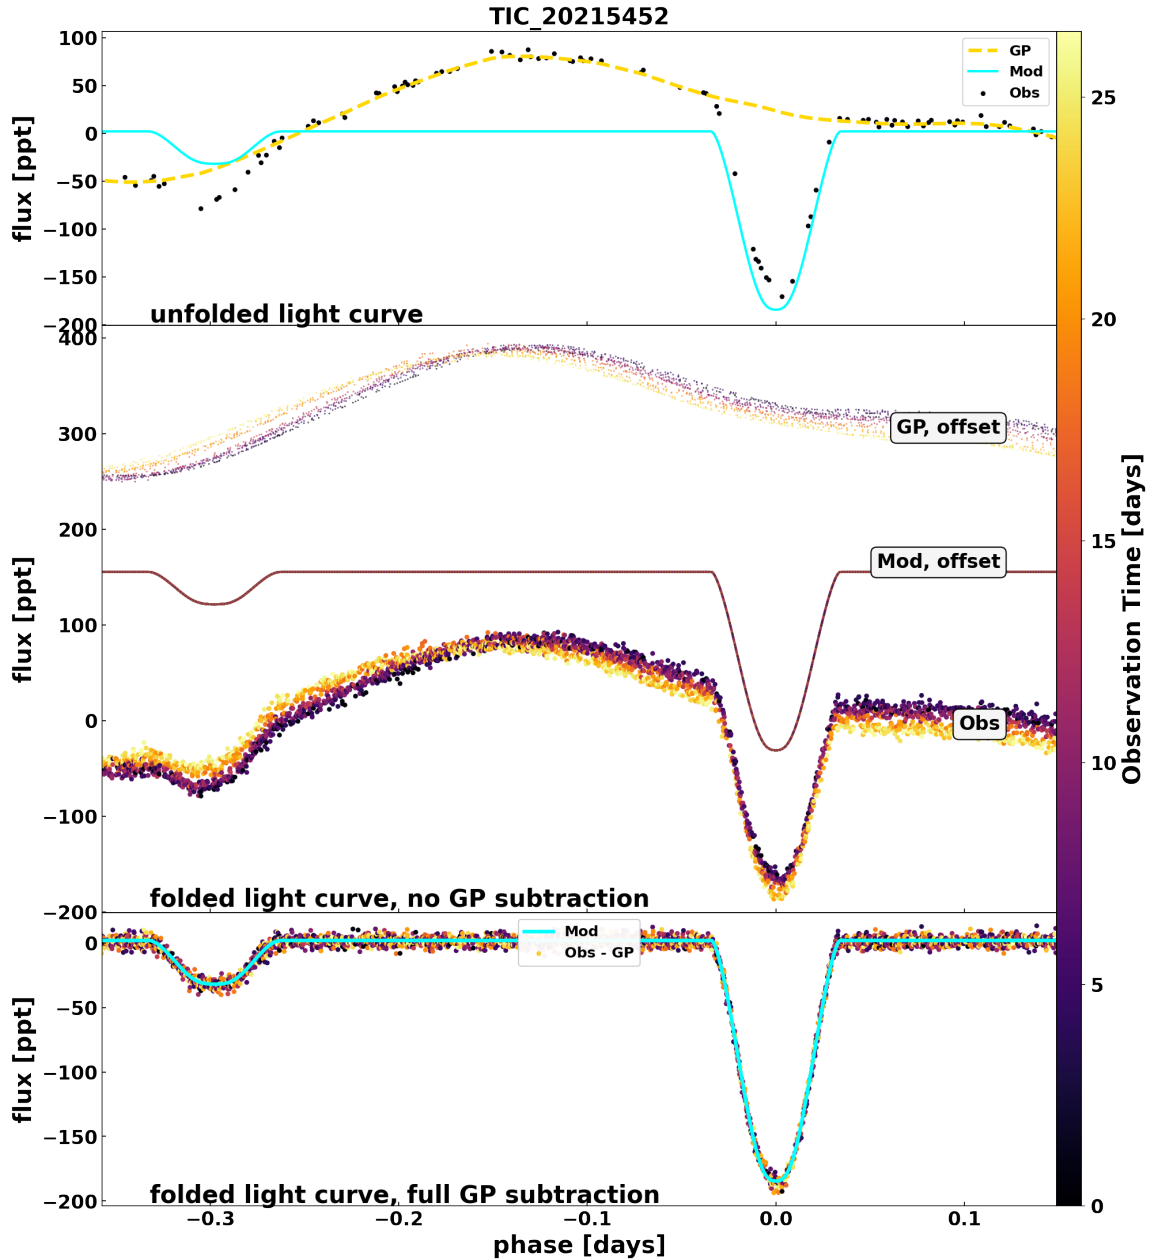 TIC_20215452
100
50
0
−50
−100
−150
−200
flux [ppt]
GP
Mod
Obs
unfolded light curve
400
300
200
100
0
−100
−200
flux [ppt]
GP, offset
Mod, offset
Obs
folded light curve, no GP subtraction
0
−50
−100
−150
−200
flux [ppt]
Mod
Obs - GP
folded light curve, full GP subtraction
−0.3
−0.2
−0.1
0.0
0.1
phase [days]
25
20
15
10
5
0
Observation Time [days]